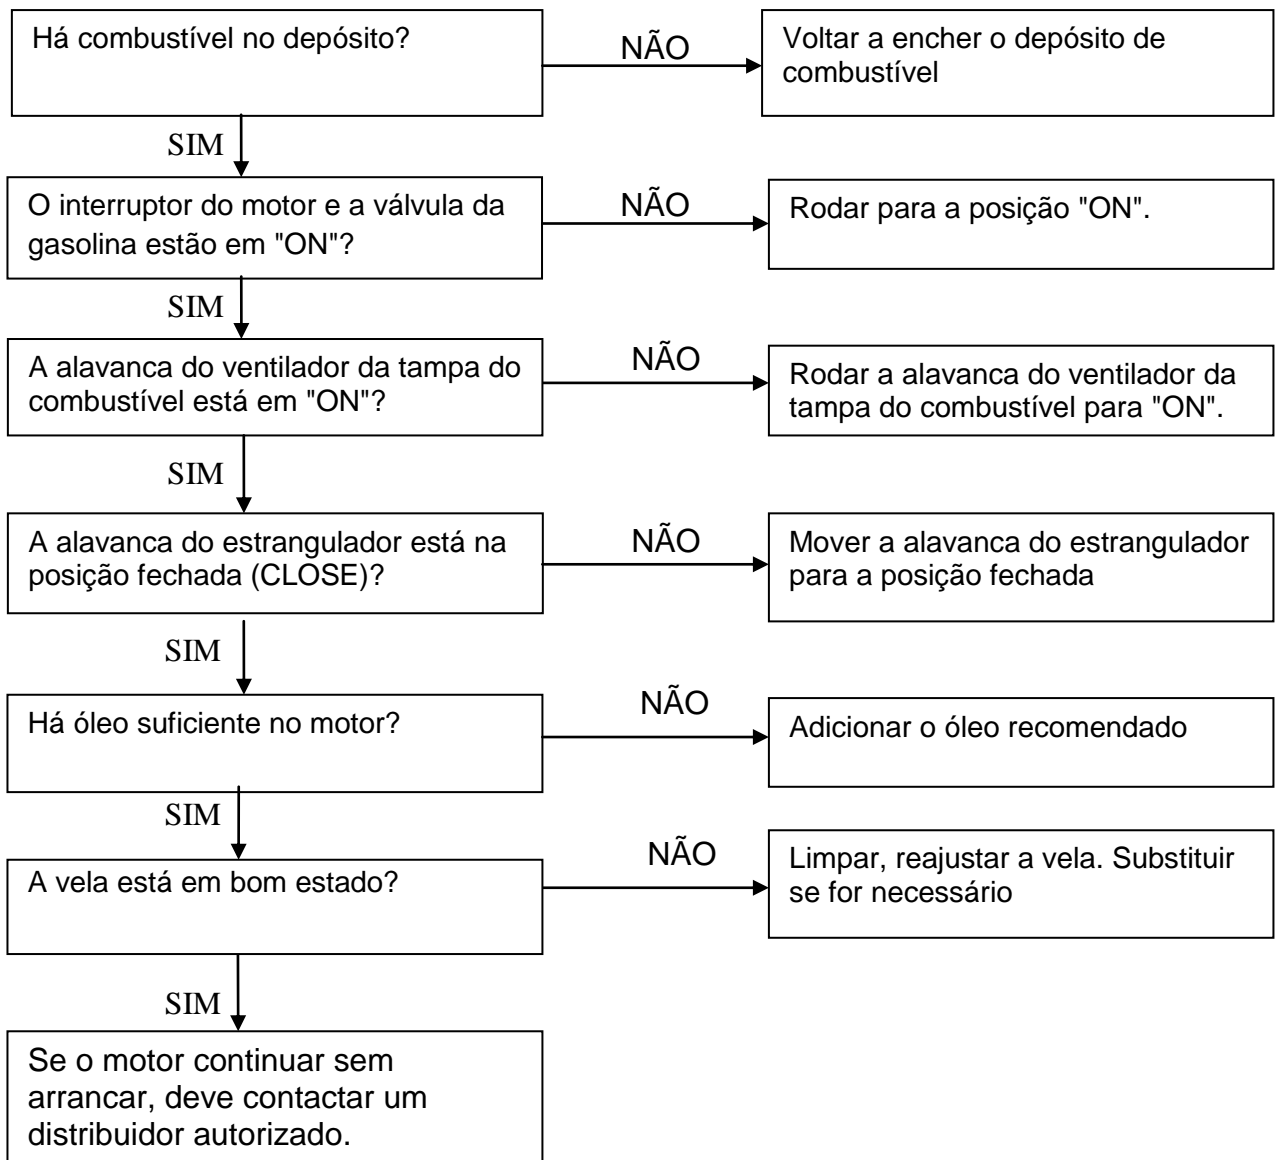 Há combustível no depósito?
NÃO
Voltar a encher o depósito de
combustível
SIM
O interruptor do motor e a válvula da
gasolina estão em "ON"?
NÃO
Rodar para a posição "ON".
SIM
A alavanca do ventilador da tampa do
combustível está em "ON"?
NÃO
Rodar a alavanca do ventilador da
tampa do combustível para "ON".
SIM
A alavanca do estrangulador está na
posição fechada (CLOSE)?
NÃO
Mover a alavanca do estrangulador
para a posição fechada
SIM
Há óleo suficiente no motor?
NÃO
Adicionar o óleo recomendado
SIM
A vela está em bom estado?
NÃO
Limpar, reajustar a vela. Substituir
se for necessário
SIM
Se o motor continuar sem
arrancar, deve contactar um
distribuidor autorizado.